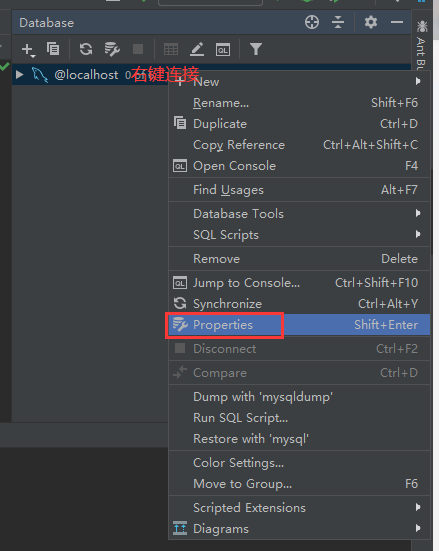 Database
@localhost
右键连接
New
Rename... Shift+F6
Duplicate Ctrl+D
Copy Reference Ctrl+Alt+Shift+C
Open Console F4
Find Usages Alt+F7
Database Tools
SQL Scripts
Remove Delete
Jump to Console... Ctrl+Shift+F10
Synchronize Ctrl+Alt+Y
Properties Shift+Enter
Disconnect Ctrl+F2
Compare Ctrl+D
Dump with 'mysqldump'
Run SQL Script...
Restore with 'mysql'
Color Settings...
Move to Group... F6
Scripted Extensions
Diagrams